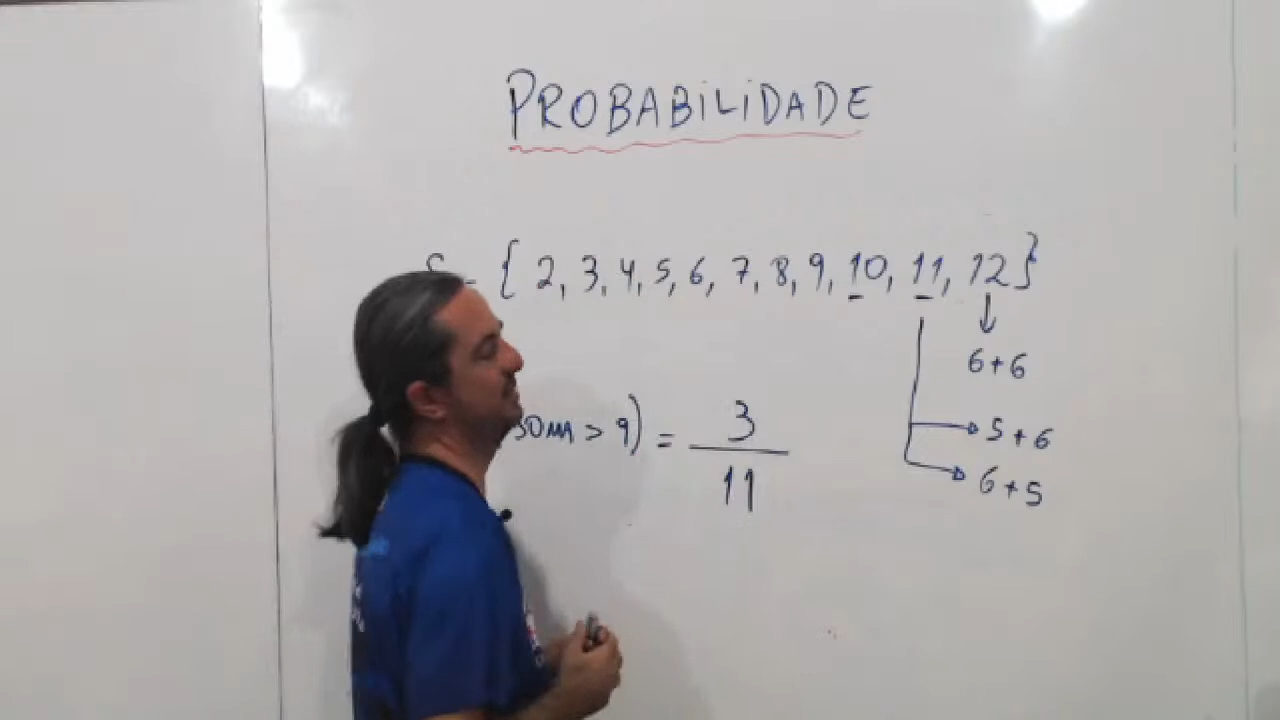 PROBABILIDADE
{ 2, 3, 4, 5, 6, 7, 8, 9, 10, 11, 12 }
6+6
SOMA > 9) = 3
11
5+6
6+5